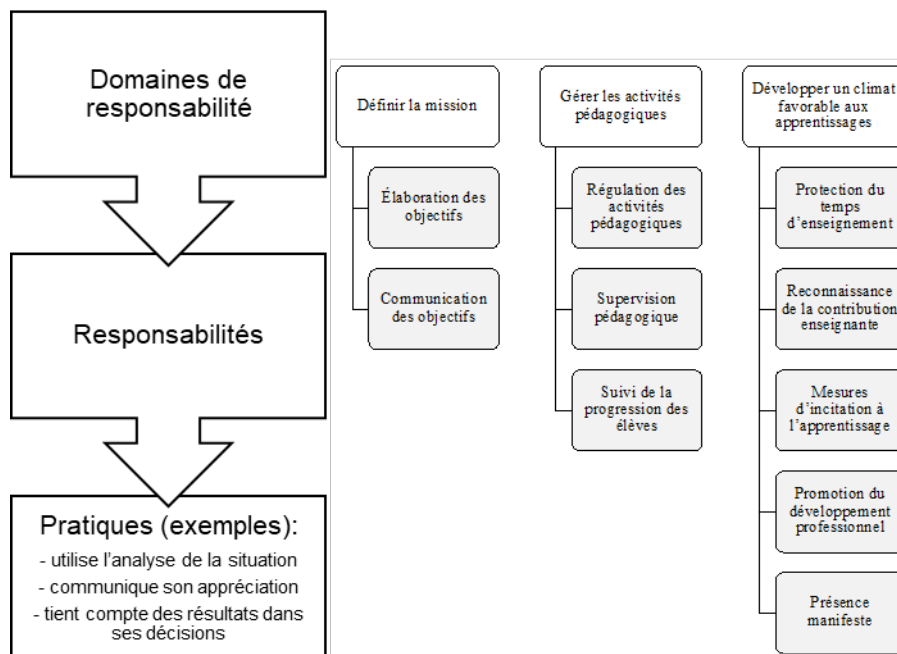 Domaines de
responsabilité
Responsabilités
Pratiques (exemples):
- utilise l'analyse de la situation
- communique son appréciation
- tient compte des résultats dans
ses décisions
Définir la mission
Élaboration des
objectifs
Communication
des objectifs
Gérer les activités
pédagogiques
Régulation des
activités
pédagogiques
Supervision
pédagogique
Suivi de la
progression des
élèves
Développer un climat
favorable aux
apprentissages
Protection du
temps
d'enseignement
Reconnaissance
de la contribution
enseignante
Mesures
d'incitation à
l'apprentissage
Promotion du
développement
professionnel
Présence
manifeste